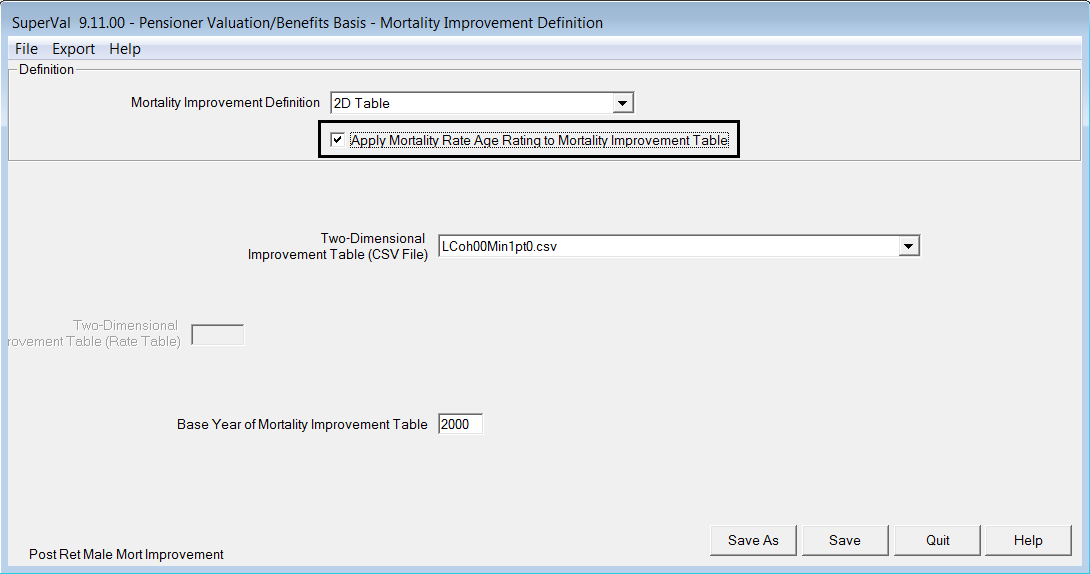 SuperVal 9.11.00 - Pensioner Valuation/Benefits Basis - Mortality Improvement Definition
File Export Help
Definition
Mortality Improvement Definition 2D Table
Apply Mortality Rate Age Rating to Mortality Improvement Table
Two-Dimensional
Improvement Table (CSV File) LCoh00Min1pt0.csv
Two-Dimensional
rovement Table (Rate Table)
Base Year of Mortality Improvement Table 2000
Save As Save Quit Help
Post Ret Male Mort Improvement